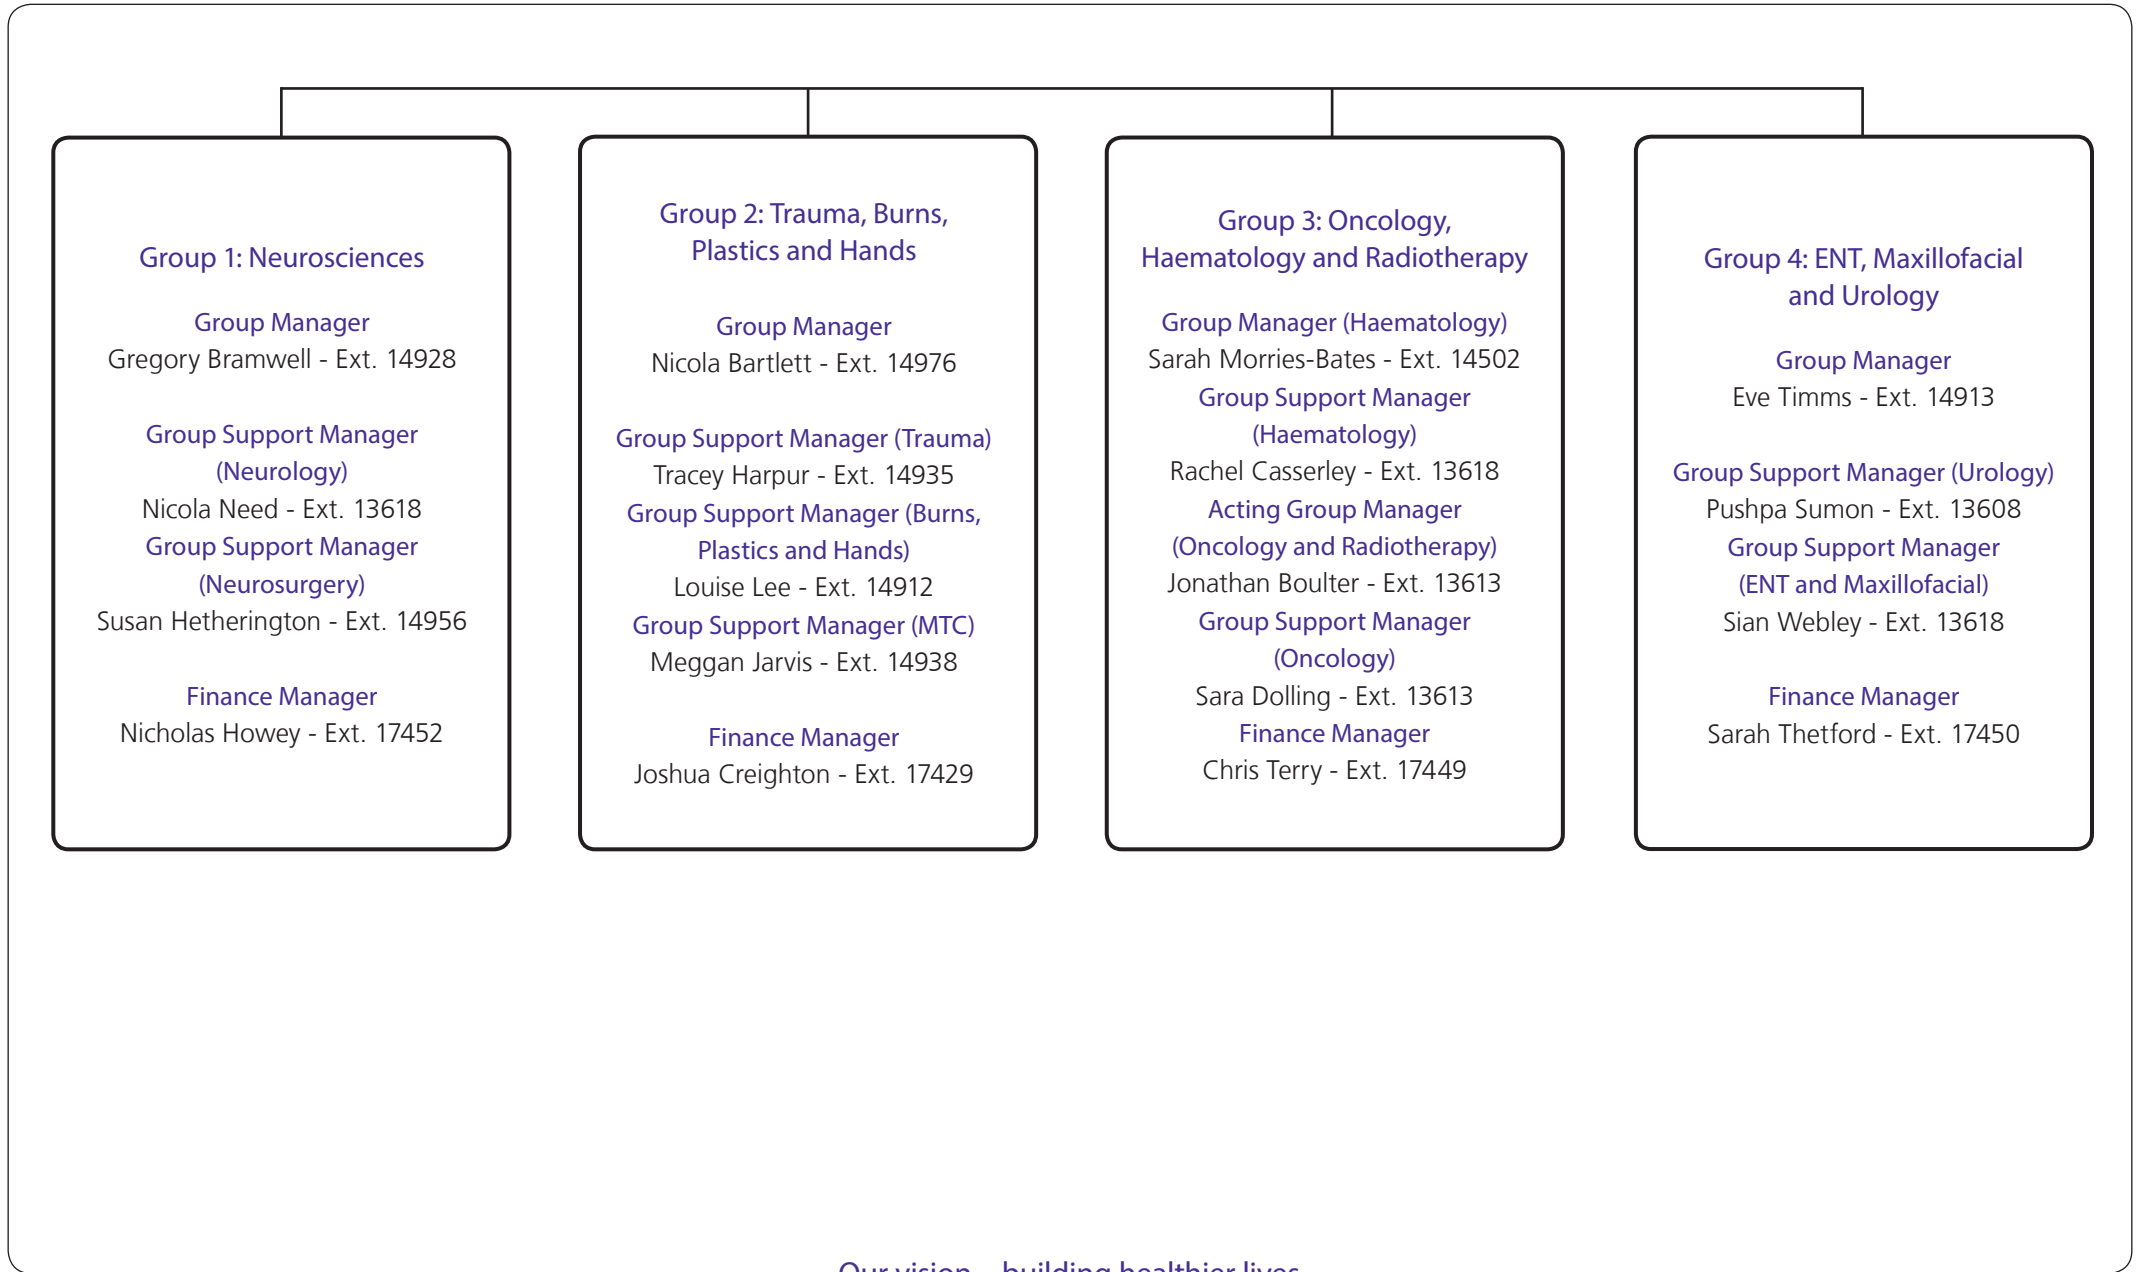 Group 1: Neurosciences
Group Manager
Gregory Bramwell - Ext. 14928
Group Support Manager
(Neurology)
Nicola Need - Ext. 13618
Group Support Manager
(Neurosurgery)
Susan Hetherington - Ext. 14956
Finance Manager
Nicholas Howey - Ext. 17452
Group 2: Trauma, Burns,
Plastics and Hands
Group Manager
Nicola Bartlett - Ext. 14976
Group Support Manager (Trauma)
Tracey Harpur - Ext. 14935
Group Support Manager (Burns,
Plastics and Hands)
Louise Lee - Ext. 14912
Group Support Manager (MTC)
Meggan Jarvis - Ext. 14938
Finance Manager
Joshua Creighton - Ext. 17429
Group 3: Oncology,
Haematology and Radiotherapy
Group Manager (Haematology)
Sarah Morries-Bates - Ext. 14502
Group Support Manager
(Haematology)
Rachel Casserley - Ext. 13618
Acting Group Manager
(Oncology and Radiotherapy)
Jonathan Boulter - Ext. 13613
Group Support Manager
(Oncology)
Sara Dolling - Ext. 13613
Finance Manager
Chris Terry - Ext. 17449
Group 4: ENT, Maxillofacial
and Urology
Group Manager
Eve Timms - Ext. 14913
Group Support Manager (Urology)
Pushpa Sumon - Ext. 13608
Group Support Manager
(ENT and Maxillofacial)
Sian Webley - Ext. 13618
Finance Manager
Sarah Thetford - Ext. 17450
Our vision – building healthier lives